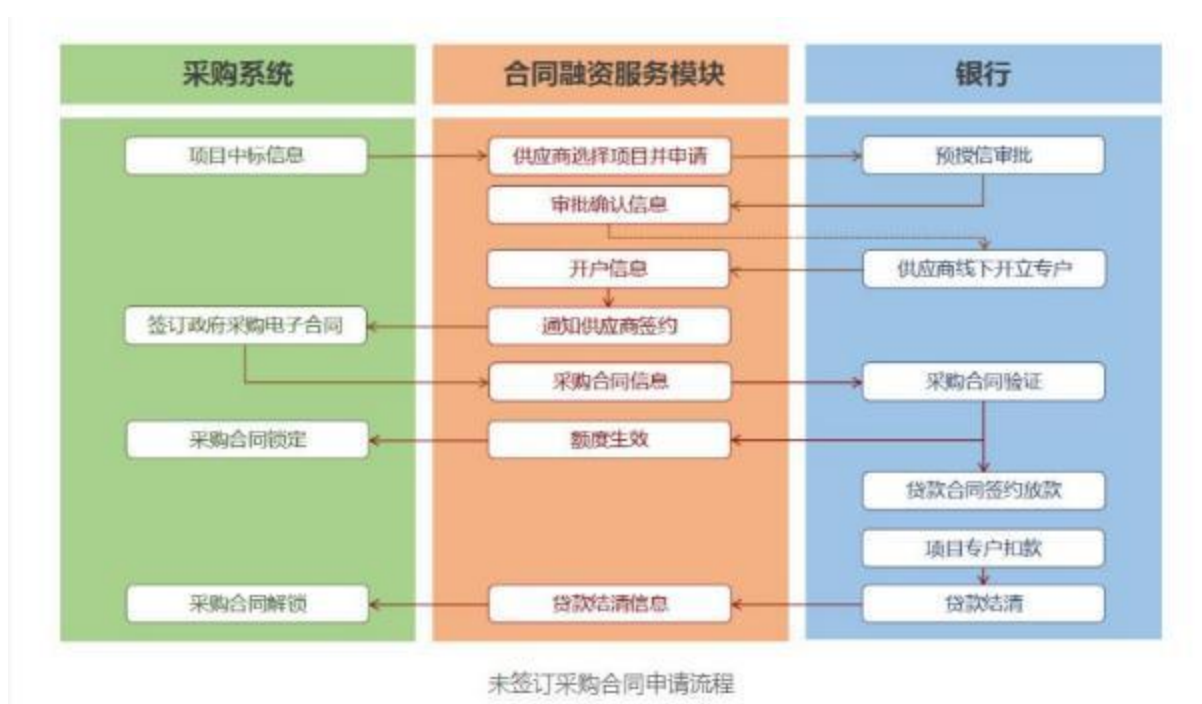 采购系统
合同融资服务模块
银行
项目中标信息
供应商选择项目并申请
预授信审批
审批确认信息
开户信息
供应商线下开立专户
签订政府采购电子合同
通知供应商签约
采购合同信息
采购合同验证
采购合同锁定
额度生效
贷款合同签约放款
项目专户扣款
采购合同解锁
贷款结清信息
贷款结清
未签订采购合同申请流程